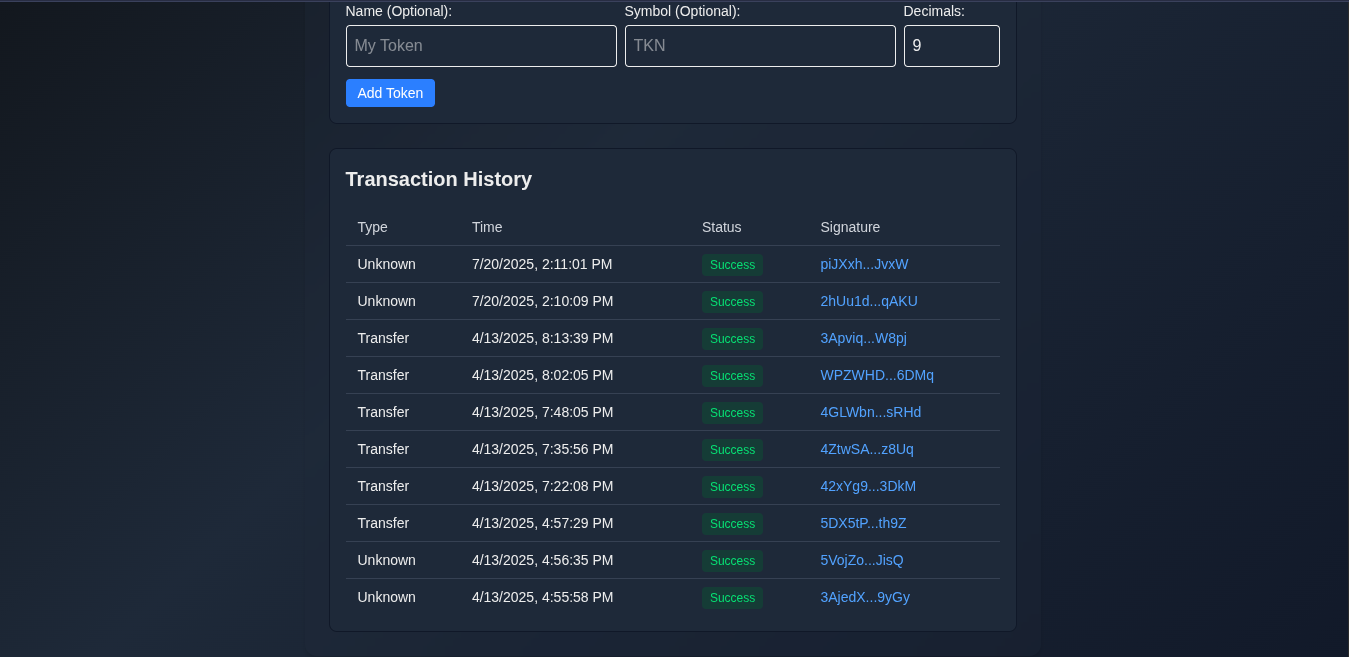 Name (Optional): Symbol (Optional): Decimals:
My Token TKN 9
Add Token
Transaction History
Type Time Status Signature
Unknown 7/20/2025, 2:11:01 PM Success piJXxh...JvxW
Unknown 7/20/2025, 2:10:09 PM Success 2hUu1d...qAKU
Transfer 4/13/2025, 8:13:39 PM Success 3Apviq...W8pj
Transfer 4/13/2025, 8:02:05 PM Success WPZWHD...6DMq
Transfer 4/13/2025, 7:48:05 PM Success 4GLWbn...sRHd
Transfer 4/13/2025, 7:35:56 PM Success 4ZtwSA...z8Uq
Transfer 4/13/2025, 7:22:08 PM Success 42xYg9...3DkM
Transfer 4/13/2025, 4:57:29 PM Success 5DX5tP...th9Z
Unknown 4/13/2025, 4:56:35 PM Success 5VojZo...JisQ
Unknown 4/13/2025, 4:55:58 PM Success 3AjedX...9yGy